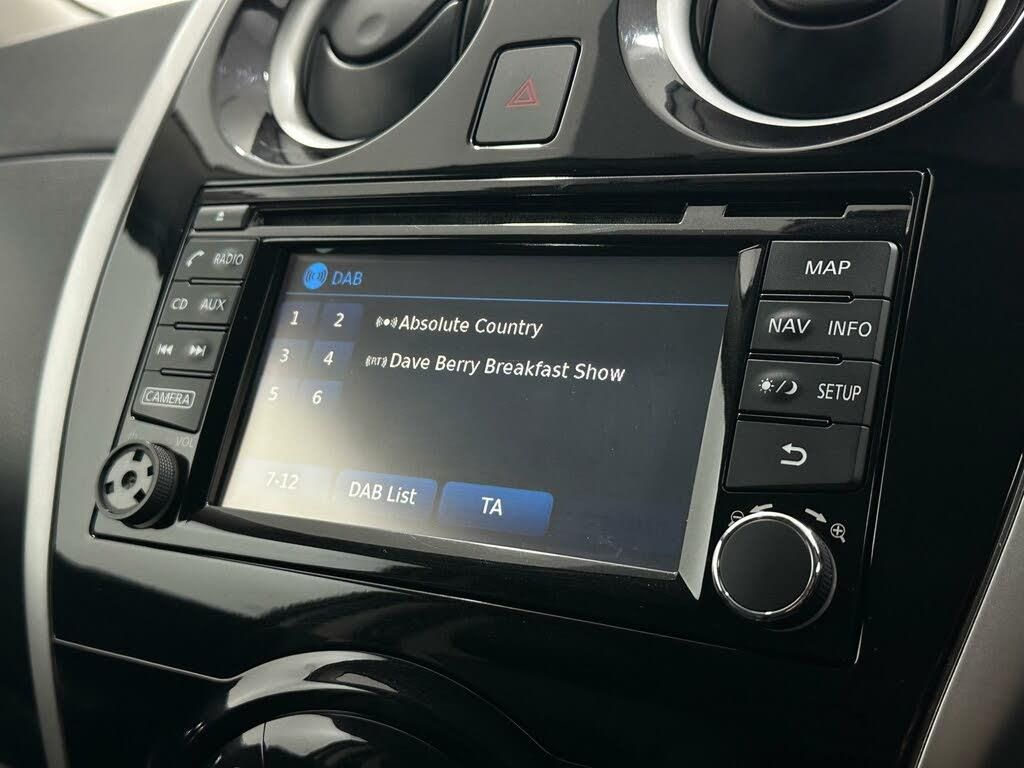 RADIO
CD AUX
CAMERA
VOL
DAB
1 2
Absolute Country
3 4
(RT) Dave Berry Breakfast Show
5 6
7-12 DAB List TA
MAP
NAV INFO
SETUP